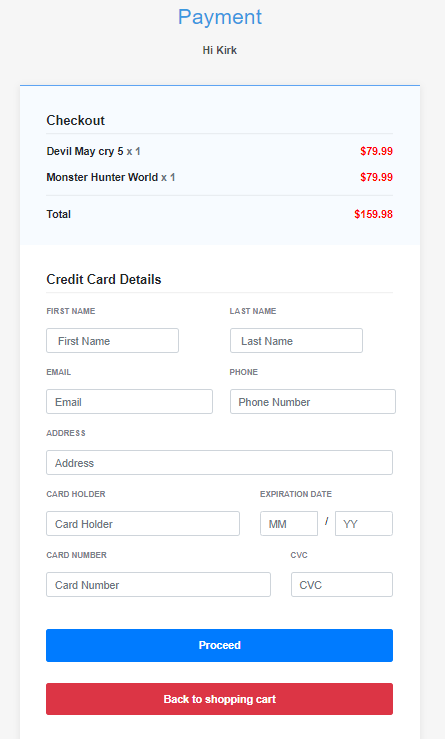 Payment
Hi Kirk
Checkout
Devil May cry 5 x 1 $79.99
Monster Hunter World x 1 $79.99
Total $159.98
Credit Card Details
FIRST NAME LAST NAME
First Name Last Name
EMAIL PHONE
Email Phone Number
ADDRESS
Address
CARD HOLDER EXPIRATION DATE
Card Holder MM / YY
CARD NUMBER CVC
Card Number CVC
Proceed
Back to shopping cart